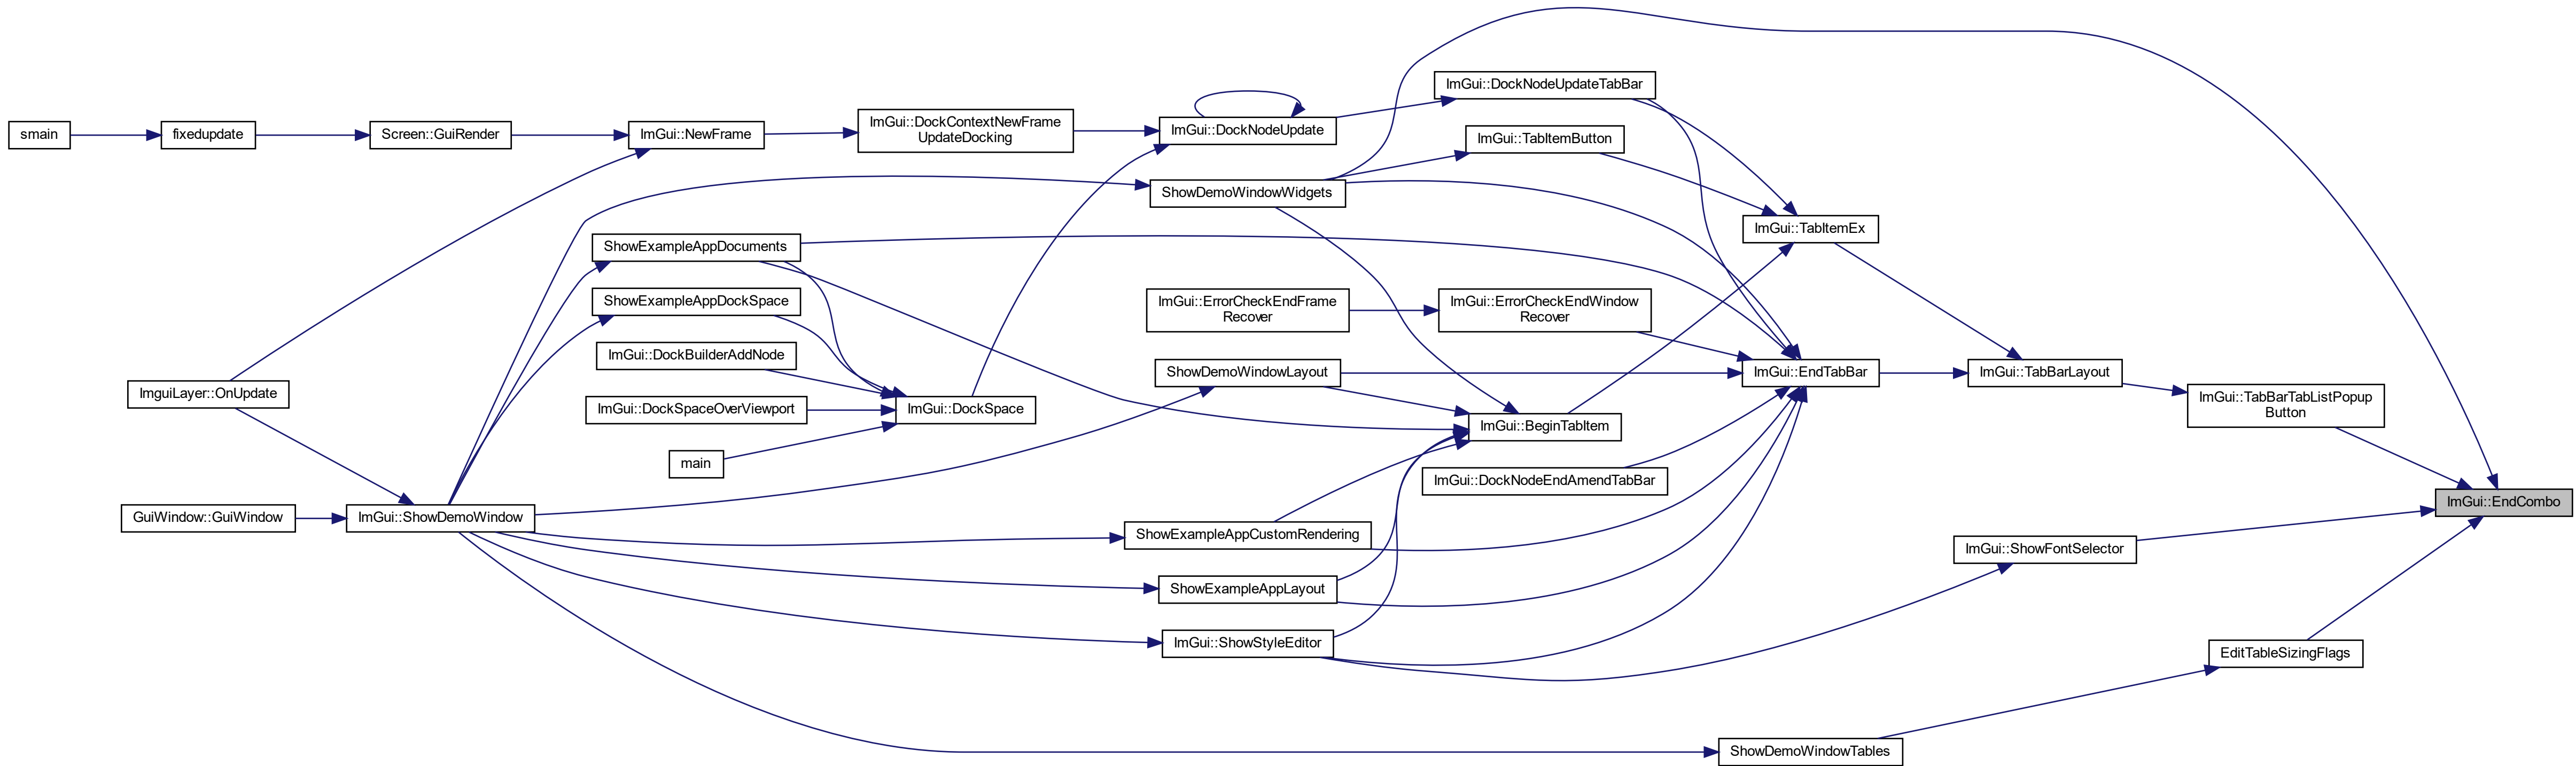 ImGui::DockNodeUpdateTabBar
smain
fixedupdate
Screen::GuiRender
ImGui::NewFrame
ImGui::DockContextNewFrame
UpdateDocking
ImGui::DockNodeUpdate
ImGui::TabItemButton
ShowDemoWindowWidgets
ImGui::TabItemEx
ShowExampleAppDocuments
ShowExampleAppDockSpace
ImGui::ErrorCheckEndFrame
Recover
ImGui::ErrorCheckEndWindow
Recover
ImGui::DockBuilderAddNode
ShowDemoWindowLayout
ImGui::EndTabBar
ImGui::TabBarLayout
ImguiLayer::OnUpdate
ImGui::DockSpaceOverViewport
ImGui::DockSpace
ImGui::TabBarTabListPopup
Button
ImGui::BeginTabItem
main
ImGui::DockNodeEndAmendTabBar
ImGui::EndCombo
GuiWindow::GuiWindow
ImGui::ShowDemoWindow
ShowExampleAppCustomRendering
ImGui::ShowFontSelector
ShowExampleAppLayout
ImGui::ShowStyleEditor
EditTableSizingFlags
ShowDemoWindowTables